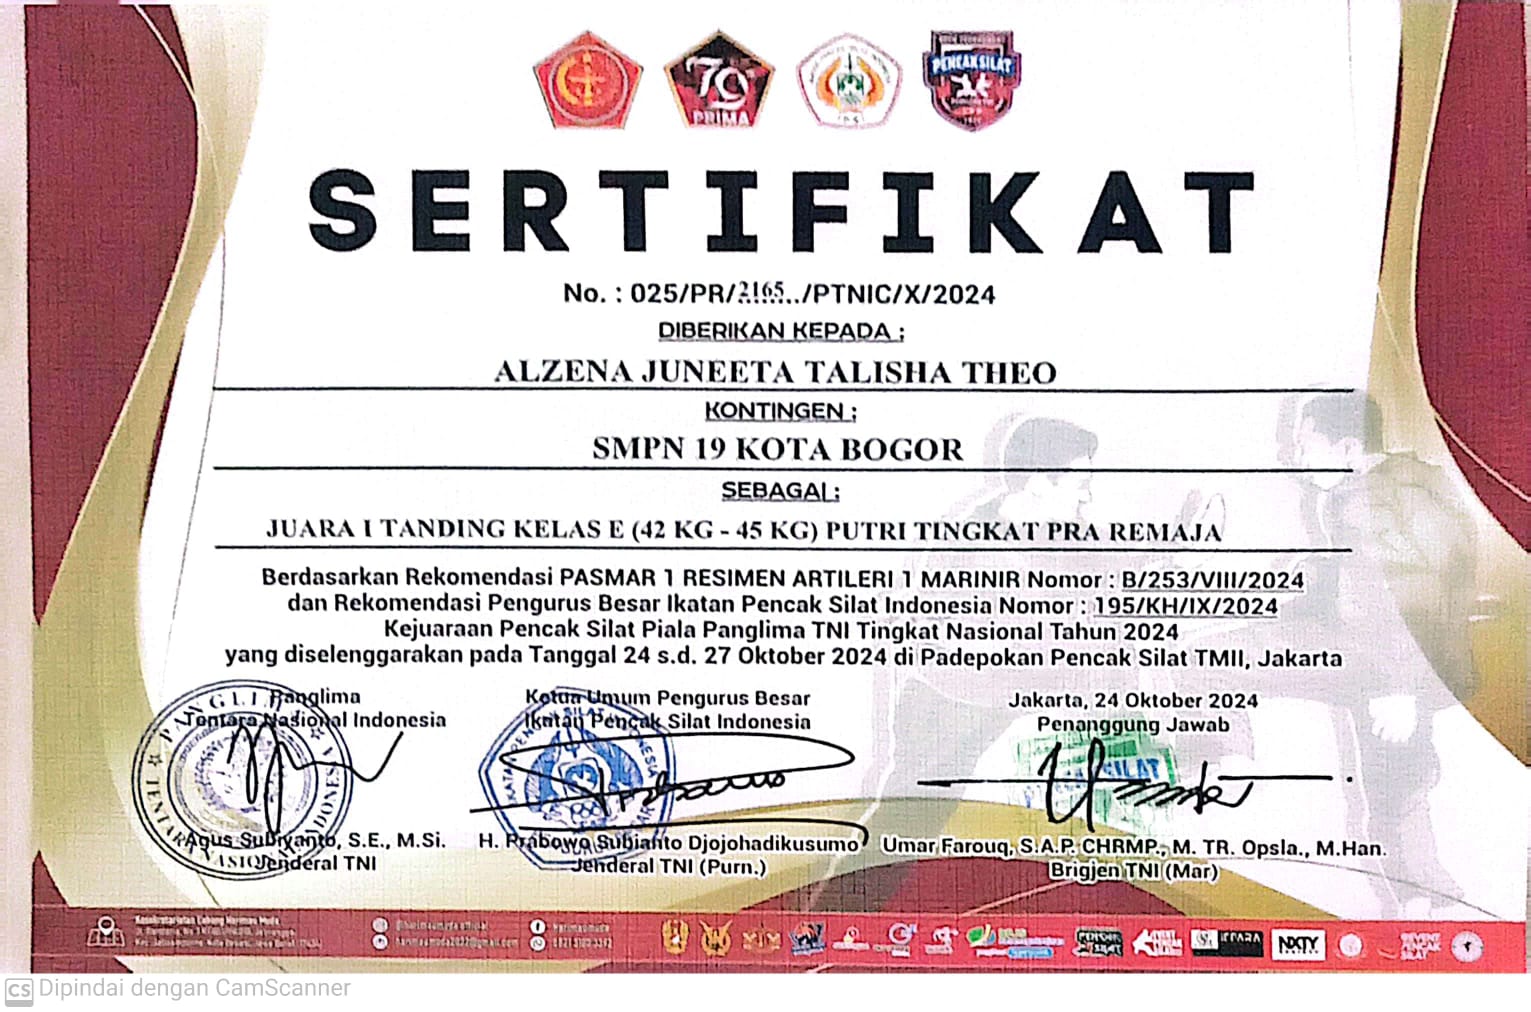 79
PRIMA
PENCAK SILAT
SERTIFIKAT
No. : 025/PR/2165../PTNIC/X/2024
DIBERIKAN KEPADA :
ALZENA JUNEETA TALISHA THEO
KONTINGEN :
SMPN 19 KOTA BOGOR
SEBAGAI :
JUARA I TANDING KELAS E (42 KG - 45 KG) PUTRI TINGKAT PRA REMAJA
Berdasarkan Rekomendasi PASMAR 1 RESIMEN ARTILERI 1 MARINIR Nomor : B/253/VIII/2024
dan Rekomendasi Pengurus Besar Ikatan Pencak Silat Indonesia Nomor : 195/KH/IX/2024
Kejuaraan Pencak Silat Piala Panglima TNI Tingkat Nasional Tahun 2024
yang diselenggarakan pada Tanggal 24 s.d. 27 Oktober 2024 di Padepokan Pencak Silat TMII, Jakarta
Panglima
Tentara Nasional Indonesia
Agus Subiyanto, S.E., M.Si.
Jenderal TNI
Ketua Umum Pengurus Besar
Ikatan Pencak Silat Indonesia
H. Prabowo Subianto Djojohadikusumo
Jenderal TNI (Purn.)
Jakarta, 24 Oktober 2024
Penanggung Jawab
Umar Farouq, S.A.P. CHRMP., M. TR. Opsla., M.Han.
Brigjen TNI (Mar)
NXTY
CS Dipindai dengan CamScanner